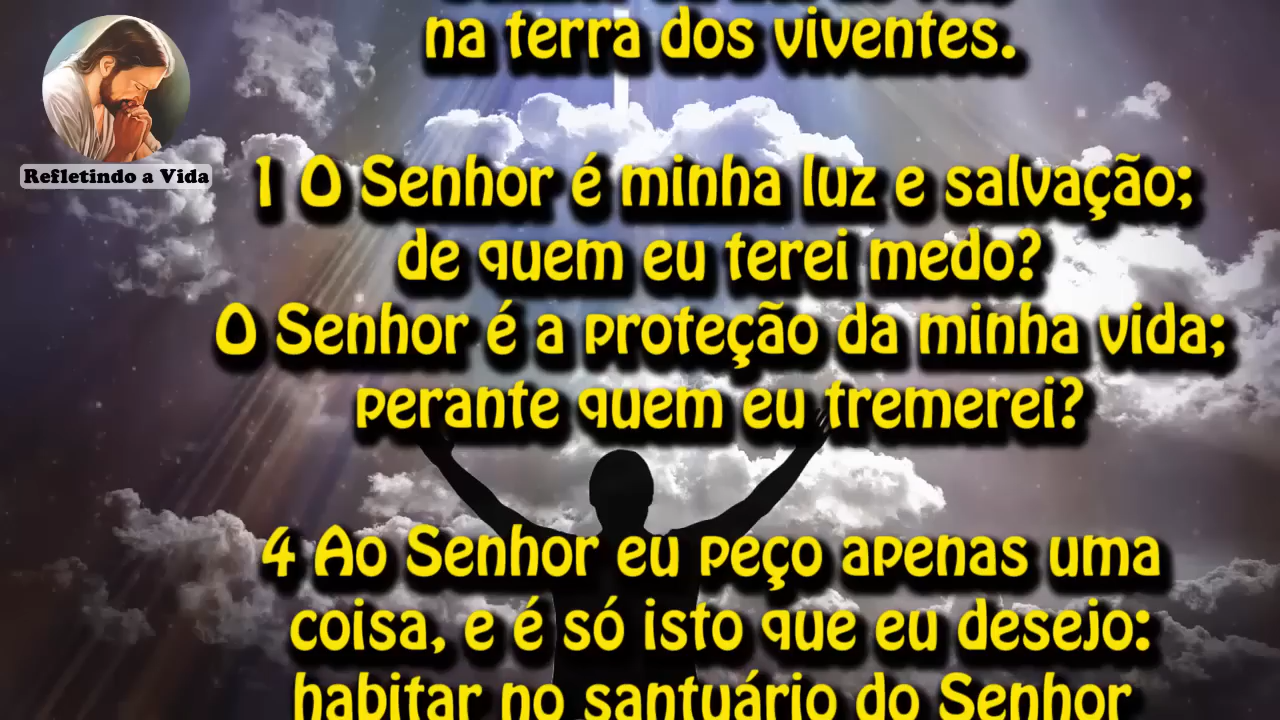 na terra dos viventes.
Refletindo a Vida
1 O Senhor é minha luz e salvação;
de quem eu terei medo?
O Senhor é a proteção da minha vida;
perante quem eu tremerei?
4 Ao Senhor eu peço apenas uma
coisa, e é só isto que eu desejo:
habitar no santuário do Senhor